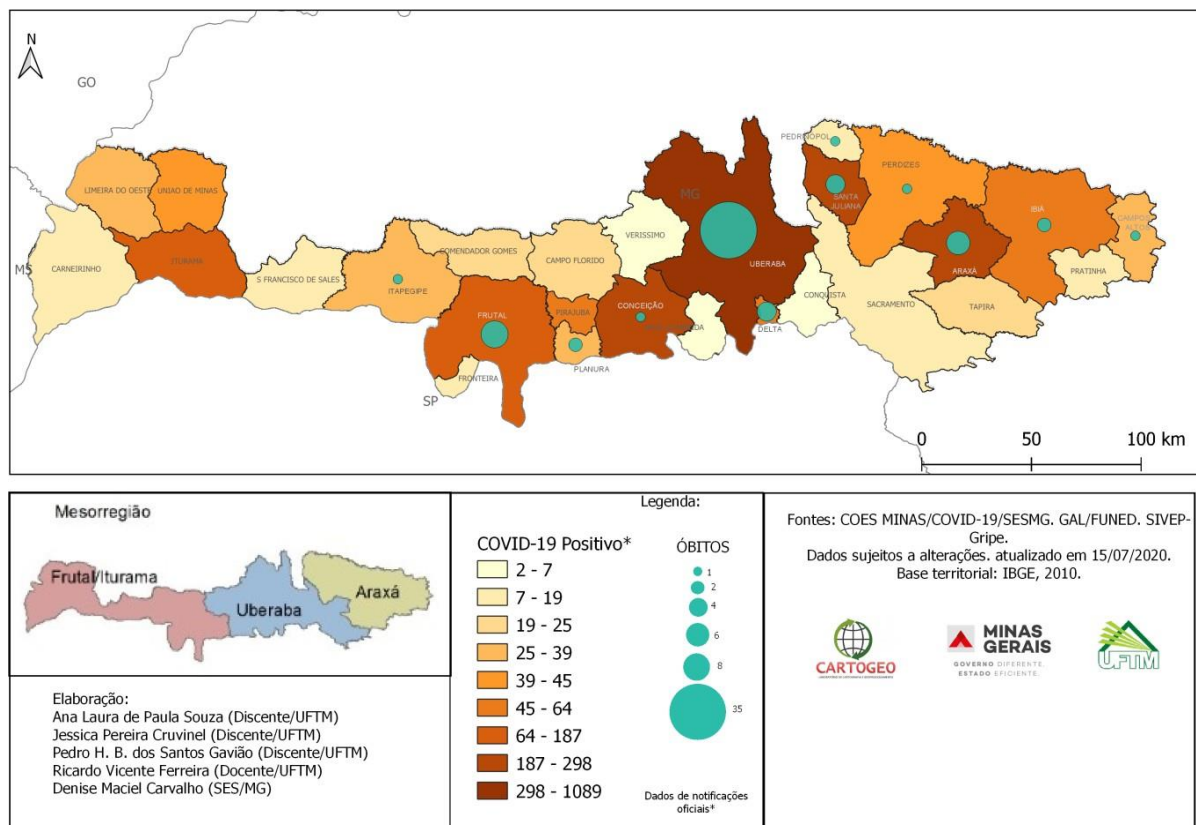 N
GO
MS
MG
SP
LIMEIRA DO OESTE
UNIAO DE MINAS
CARNEIRINHO
ITURAMA
S FRANCISCO DE SALES
ITAPEGIPE
COMENDADOR GOMES
CAMPO FLORIDO
VERISSIMO
FRUTAL
PIRAJUBA
CONCEIÇÃO
FRONTEIRA
PLANURA
UBERABA
DELTA
CONQUISTA
PEDRINOPOL
SANTA
JULIANA
PERDIZES
IBIÁ
CAMPOS
ALTOS
ARAXÁ
PRATINHA
SACRAMENTO
TAPIRA
0 50 100 km
Mesorregião
Frutal/Iturama
Uberaba
Araxá
Elaboração:
Ana Laura de Paula Souza (Discente/UFTM)
Jessica Pereira Cruvinel (Discente/UFTM)
Pedro H. B. dos Santos Gavião (Discente/UFTM)
Ricardo Vicente Ferreira (Docente/UFTM)
Denise Maciel Carvalho (SES/MG)
Legenda:
COVID-19 Positivo*
2 - 7
7 - 19
19 - 25
25 - 39
39 - 45
45 - 64
64 - 187
187 - 298
298 - 1089
ÓBITOS
1
2
4
6
8
35
Dados de notificações
oficiais*
Fontes: COES MINAS/COVID-19/SESMG. GAL/FUNED. SIVEP-
Gripe.
Dados sujeitos a alterações. atualizado em 15/07/2020.
Base territorial: IBGE, 2010.
CARTOGEO
MINAS
GERAIS
GOVERNO DIFERENTE.
ESTADO EFICIENTE.
UFTM